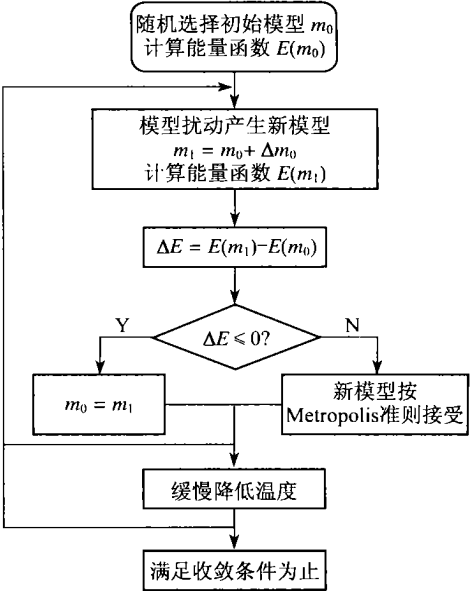 随机选择初始模型 m₀
计算能量函数 E(m₀)
模型扰动产生新模型
m₁ = m₀+ Δm₀
计算能量函数 E(m₁)
ΔE = E(m₁)−E(m₀)
ΔE ⩽ 0?
Y
N
m₀ = m₁
新模型按
Metropolis准则接受
缓慢降低温度
满足收敛条件为止